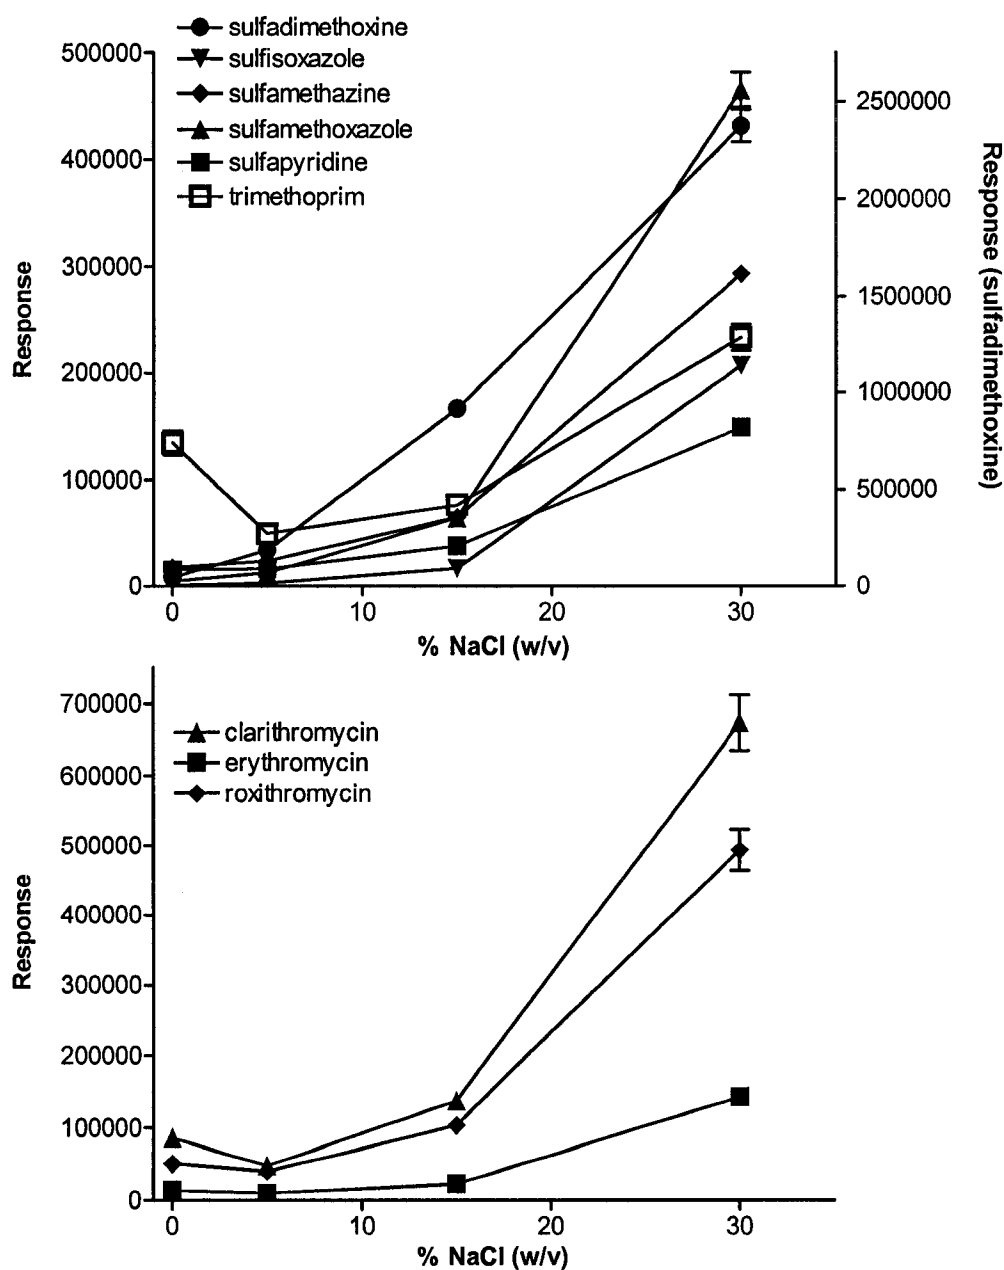 sulfadimethoxine
sulfisoxazole
sulfamethazine
sulfamethoxazole
sulfapyridine
trimethoprim
500000
400000
300000
200000
100000
0
Response
2500000
2000000
1500000
1000000
500000
0
Response (sulfadimethoxine)
0 10 20 30
% NaCl (w/v)
clarithromycin
erythromycin
roxithromycin
700000
600000
500000
400000
300000
200000
100000
0
Response
0 10 20 30
% NaCl (w/v)